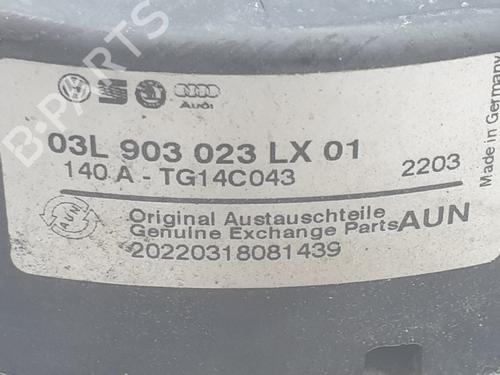 Audi
03L 903 023 LX 01
140 A - TG14C043 2203
AUN
Original Austauschteile
Genuine Exchange Parts AUN
20220318081439
Made in Germany
B-PARTS